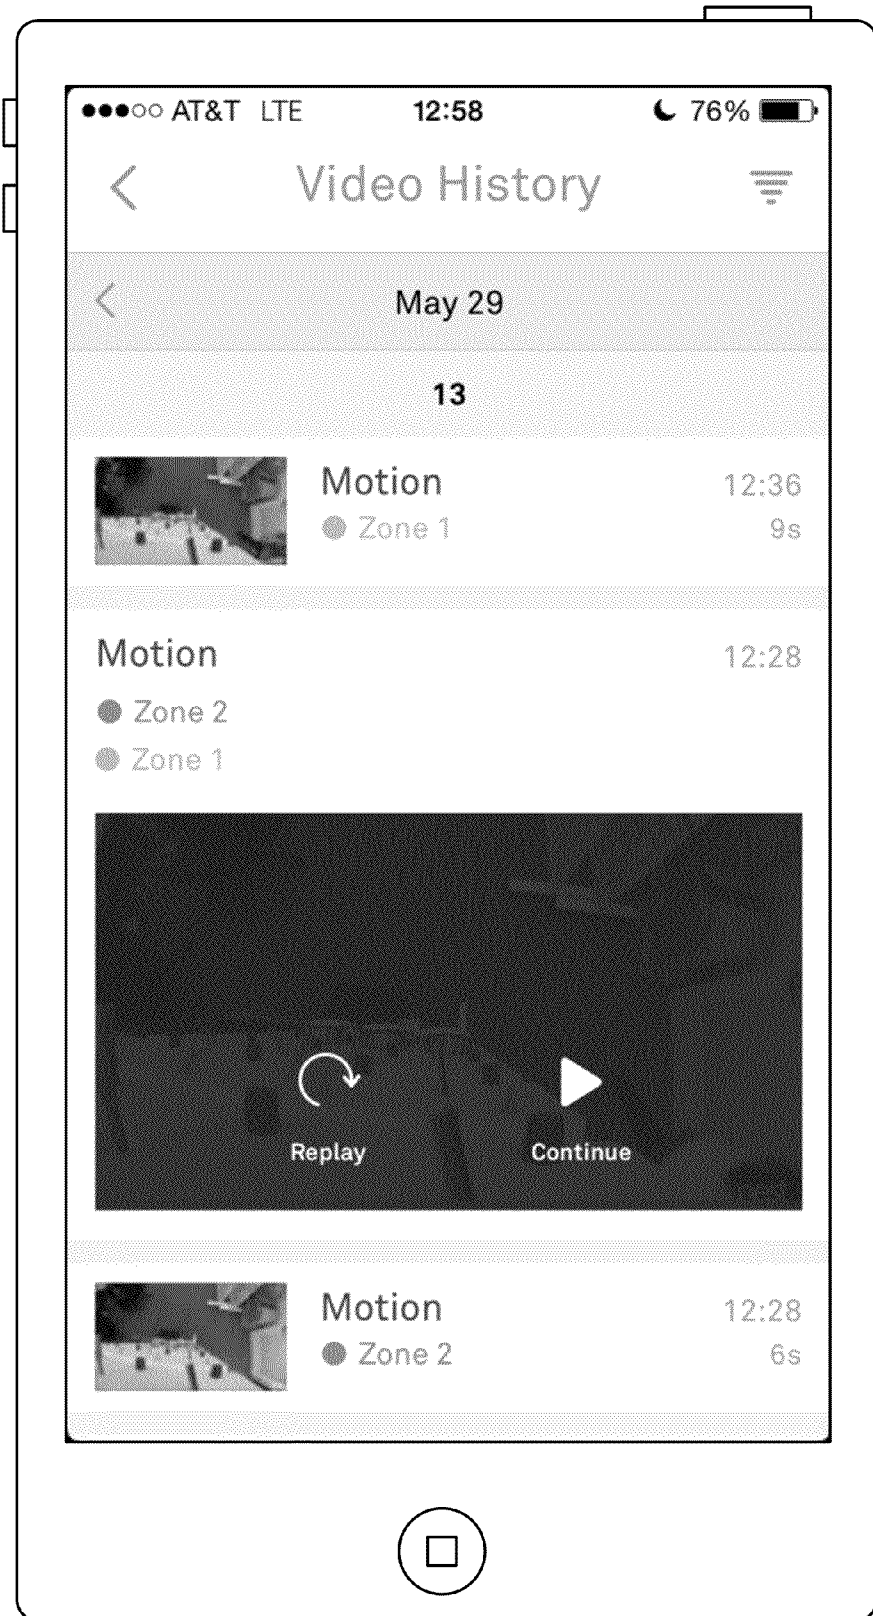 AT&T LTE 12:58 76%
Video History
May 29
13
Motion 12:36
Zone 1 9s
Motion 12:28
Zone 2
Zone 1
Replay Continue
Motion 12:28
Zone 2 6s